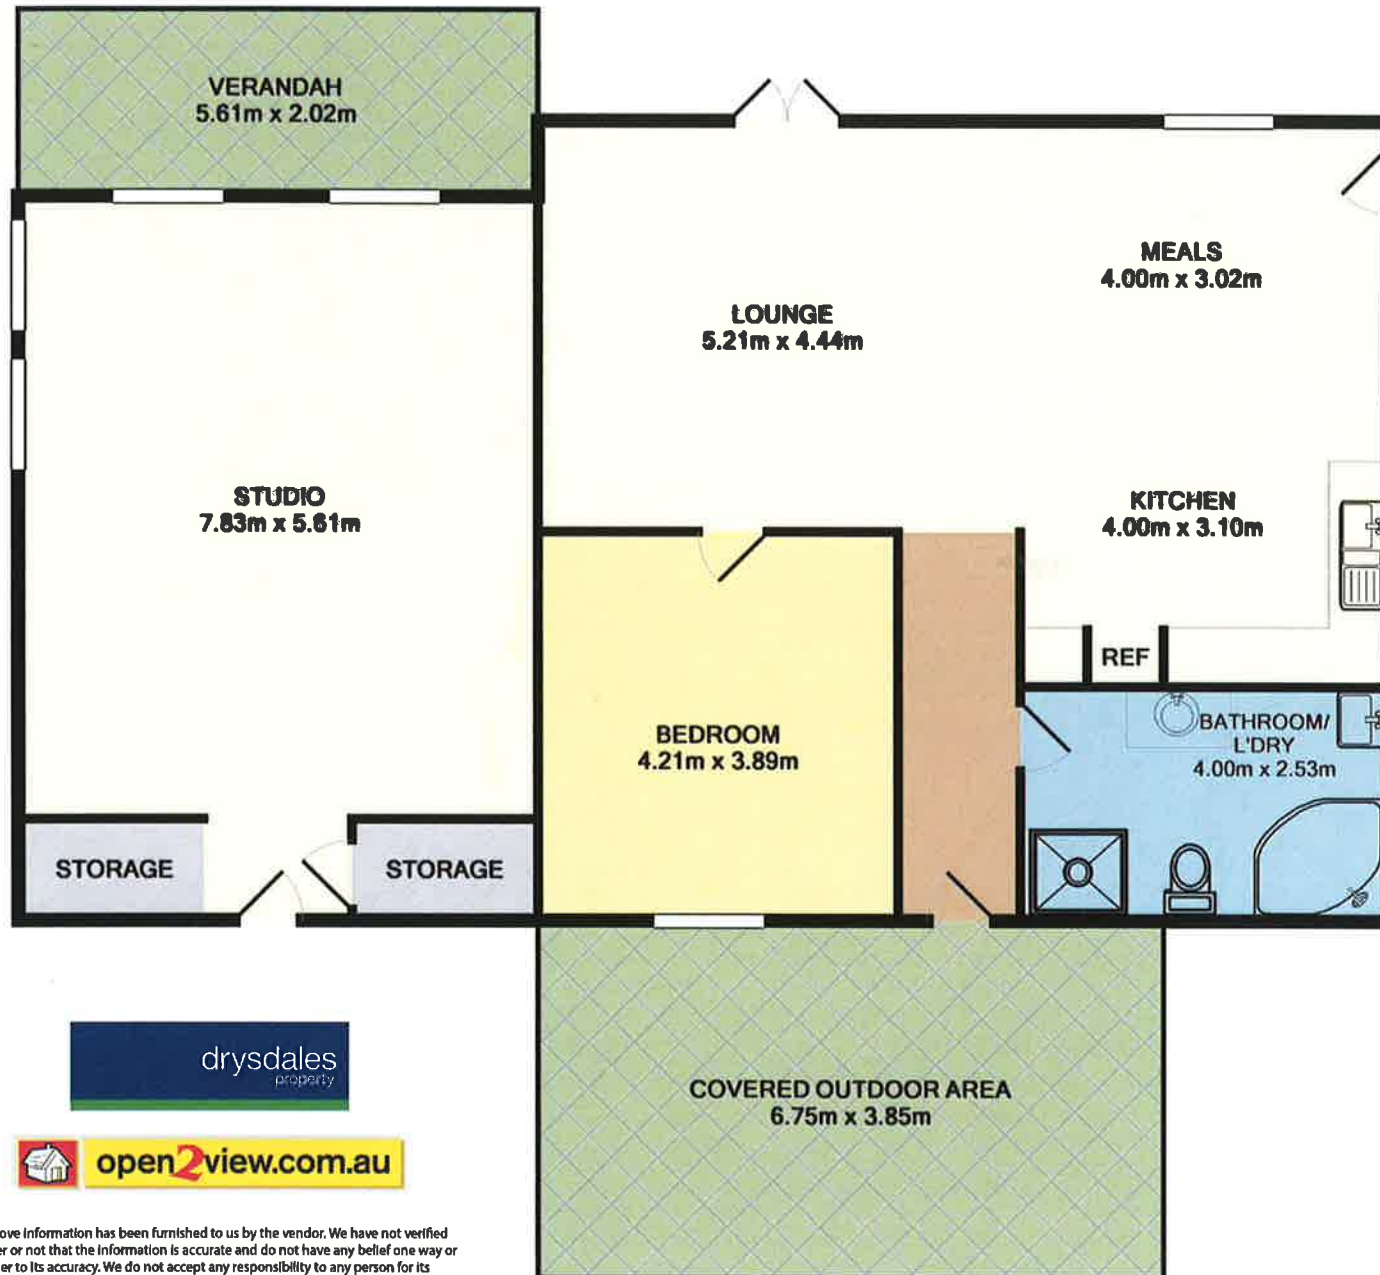 VERANDAH
5.61m x 2.02m
LOUNGE
5.21m x 4.44m
MEALS
4.00m x 3.02m
STUDIO
7.83m x 5.61m
KITCHEN
4.00m x 3.10m
REF
BEDROOM
4.21m x 3.89m
BATHROOM/
L'DRY
4.00m x 2.53m
STORAGE
STORAGE
COVERED OUTDOOR AREA
6.75m x 3.85m
drysdales
property
open2view.com.au
ove information has been furnished to us by the vendor. We have not verified
er or not that the information is accurate and do not have any belief one way or
er to its accuracy. We do not accept any responsibility to any person for its